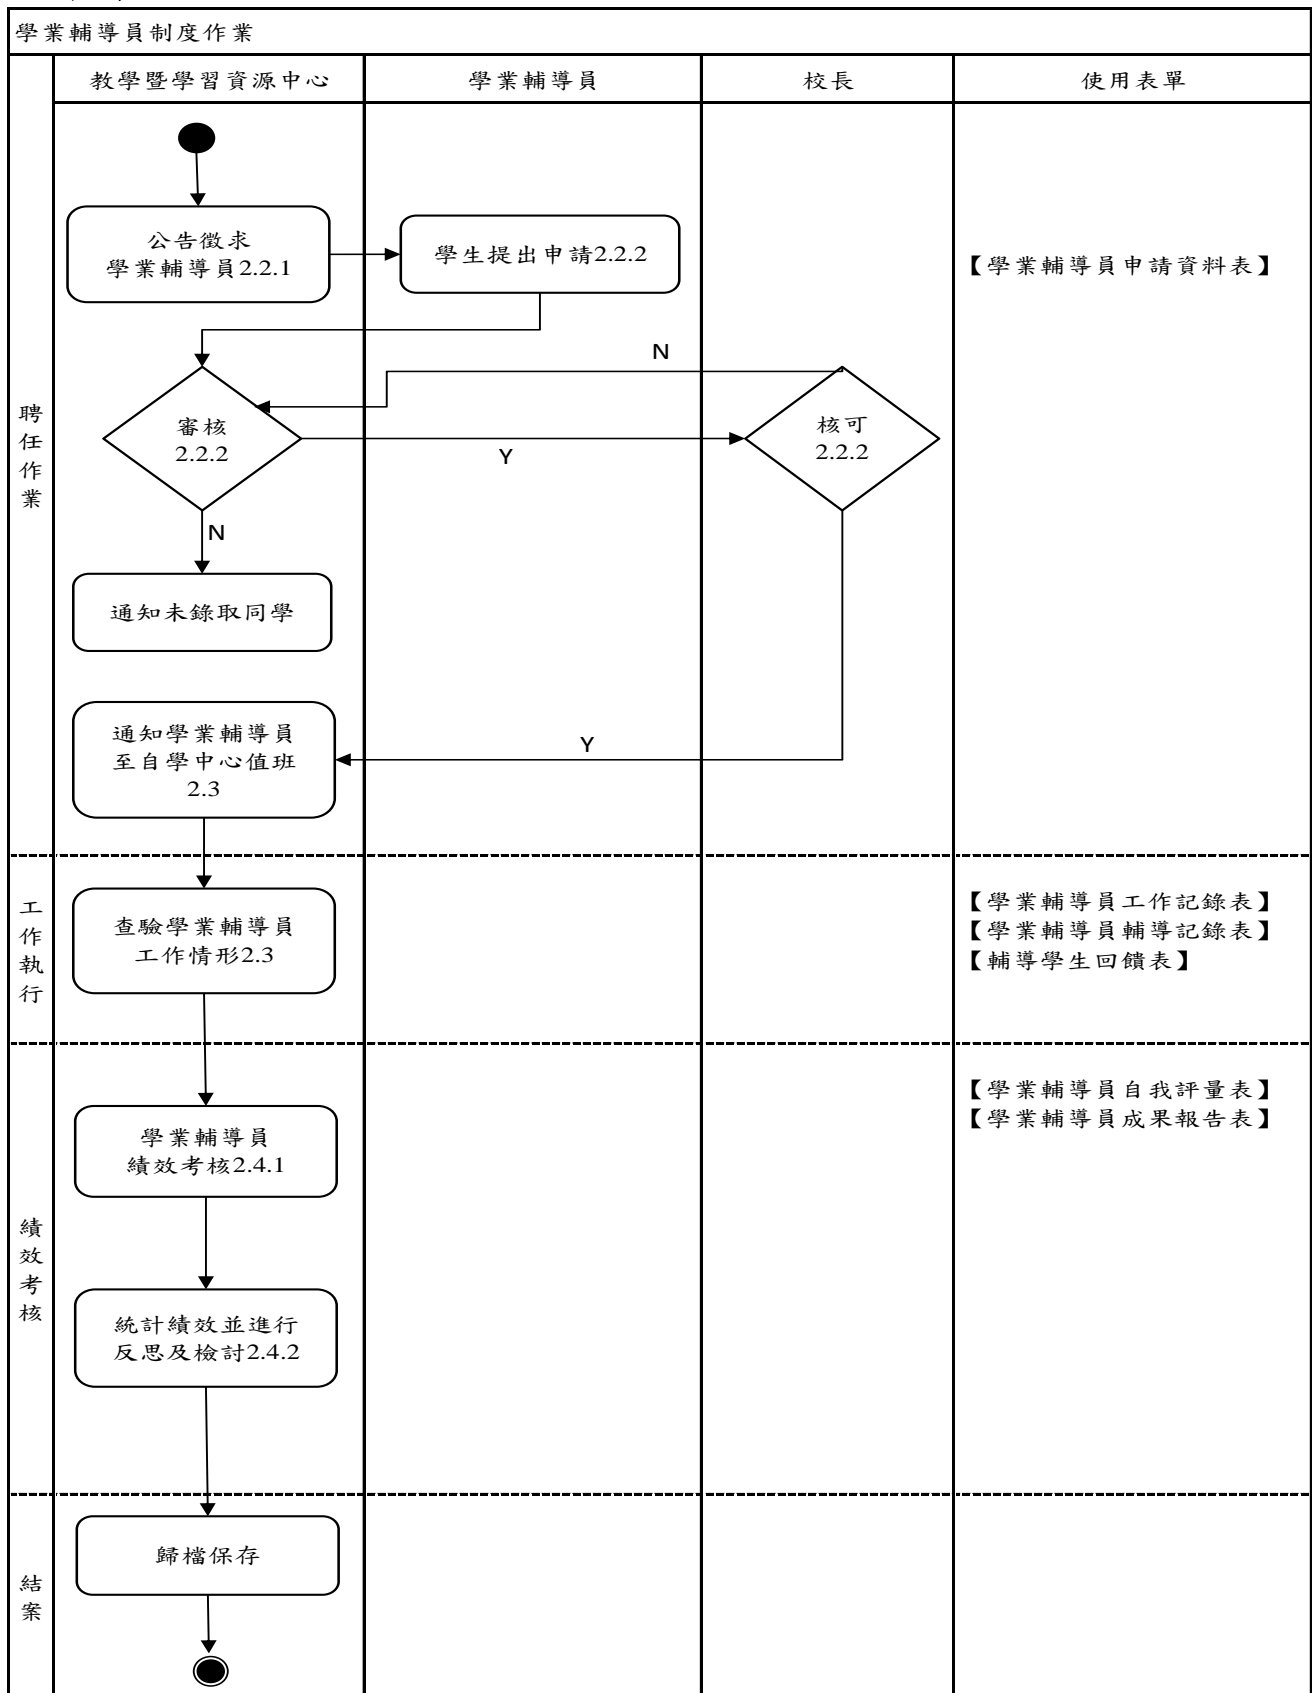 學業輔導員制度作業
教學暨學習資源中心
學業輔導員
校長
使用表單
聘任作業
公告徵求
學業輔導員2.2.1
學生提出申請2.2.2
【學業輔導員申請資料表】
N
審核
2.2.2
Y
核可
2.2.2
N
通知未錄取同學
通知學業輔導員
至自學中心值班
2.3
Y
工作執行
查驗學業輔導員
工作情形2.3
【學業輔導員工作記錄表】
【學業輔導員輔導記錄表】
【輔導學生回饋表】
績效考核
學業輔導員
績效考核2.4.1
【學業輔導員自我評量表】
【學業輔導員成果報告表】
統計績效並進行
反思及檢討2.4.2
結案
歸檔保存